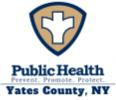 Public Health
Prevent. Promote. Protect.
Yates County, NY